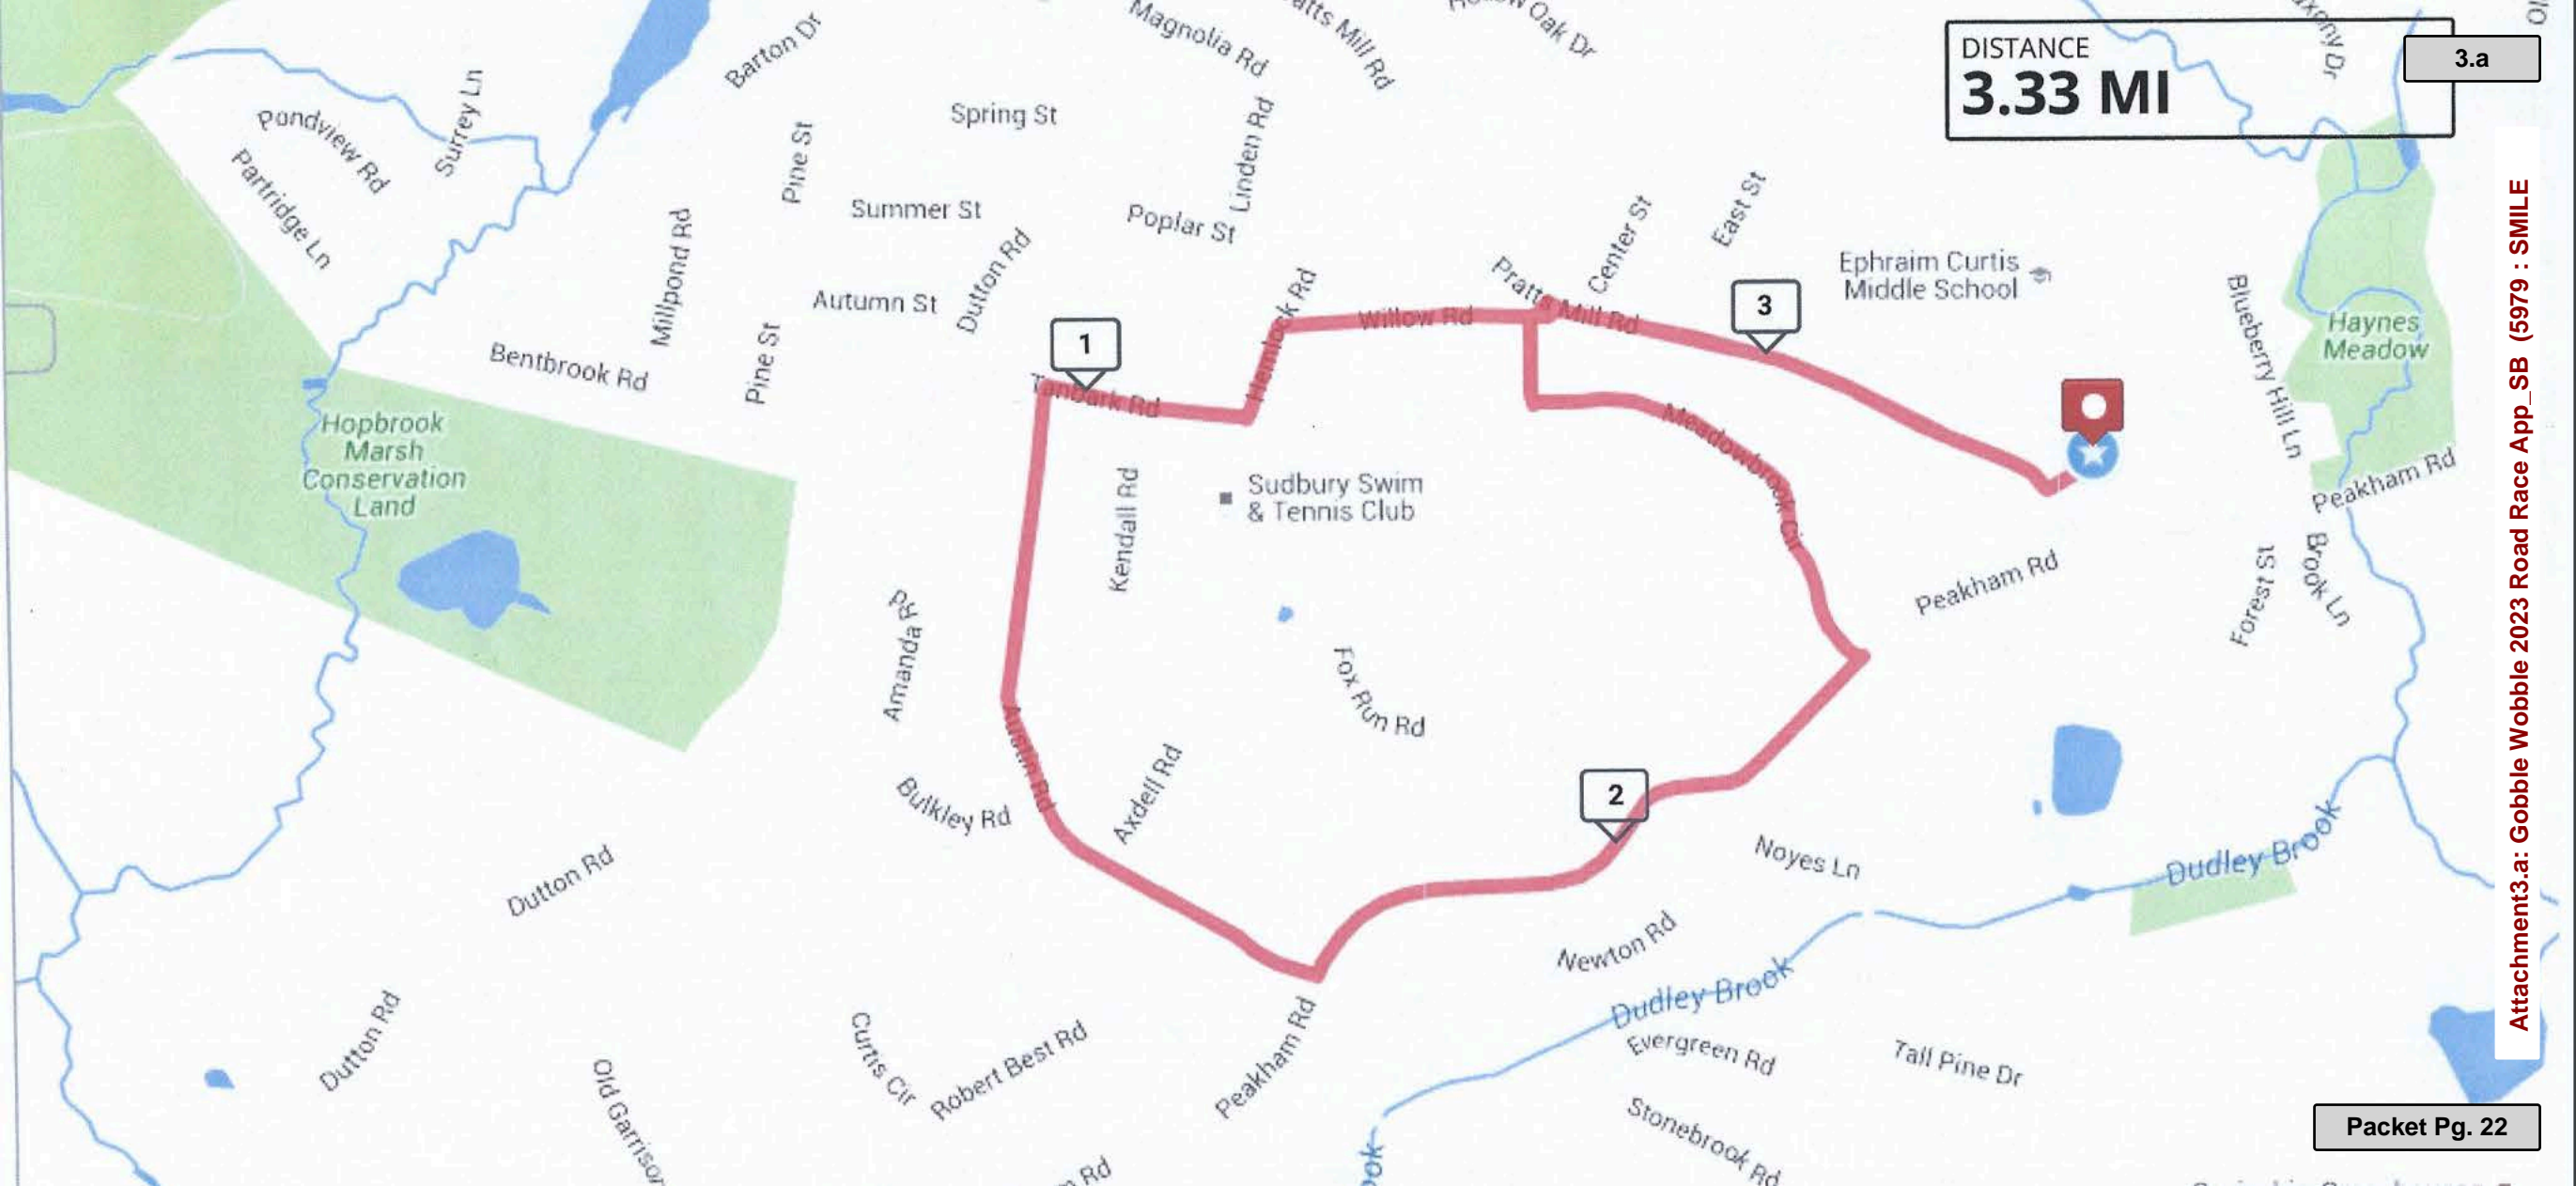 Magnolia Rd
Oak Dr
Barton Dr
DISTANCE
3.33 MI
3.a
Surrey Ln
Pondview Rd
Partridge Ln
Spring St
Pine St
Linden Rd
Summer St
Poplar St
Millpond Rd
Dutton Rd
Center St
East St
Autumn St
Hemlock Rd
Willow Rd
Pratts Mill Rd
3
Ephraim Curtis
Middle School
Blueberry Hill Ln
Haynes
Meadow
1
Bentbrook Rd
Pine St
Tanbark Rd
Meadowbrook Cir
Hopbrook
Marsh
Conservation
Land
Kendall Rd
Sudbury Swim
& Tennis Club
Peakham Rd
Peakham Rd
Forest St
Brook Ln
Amanda Rd
Fox Run Rd
Austin Rd
Axdell Rd
Bulkley Rd
2
Noyes Ln
Dudley Brook
Dutton Rd
Newton Rd
Dudley Brook
Dutton Rd
Curtis Cir
Robert Best Rd
Peakham Rd
Evergreen Rd
Tall Pine Dr
Old Garrison
Stonebrook Rd
Rd
Attachment3.a: Gobble Wobble 2023 Road Race App_SB (5979 : SMILE
Packet Pg. 22